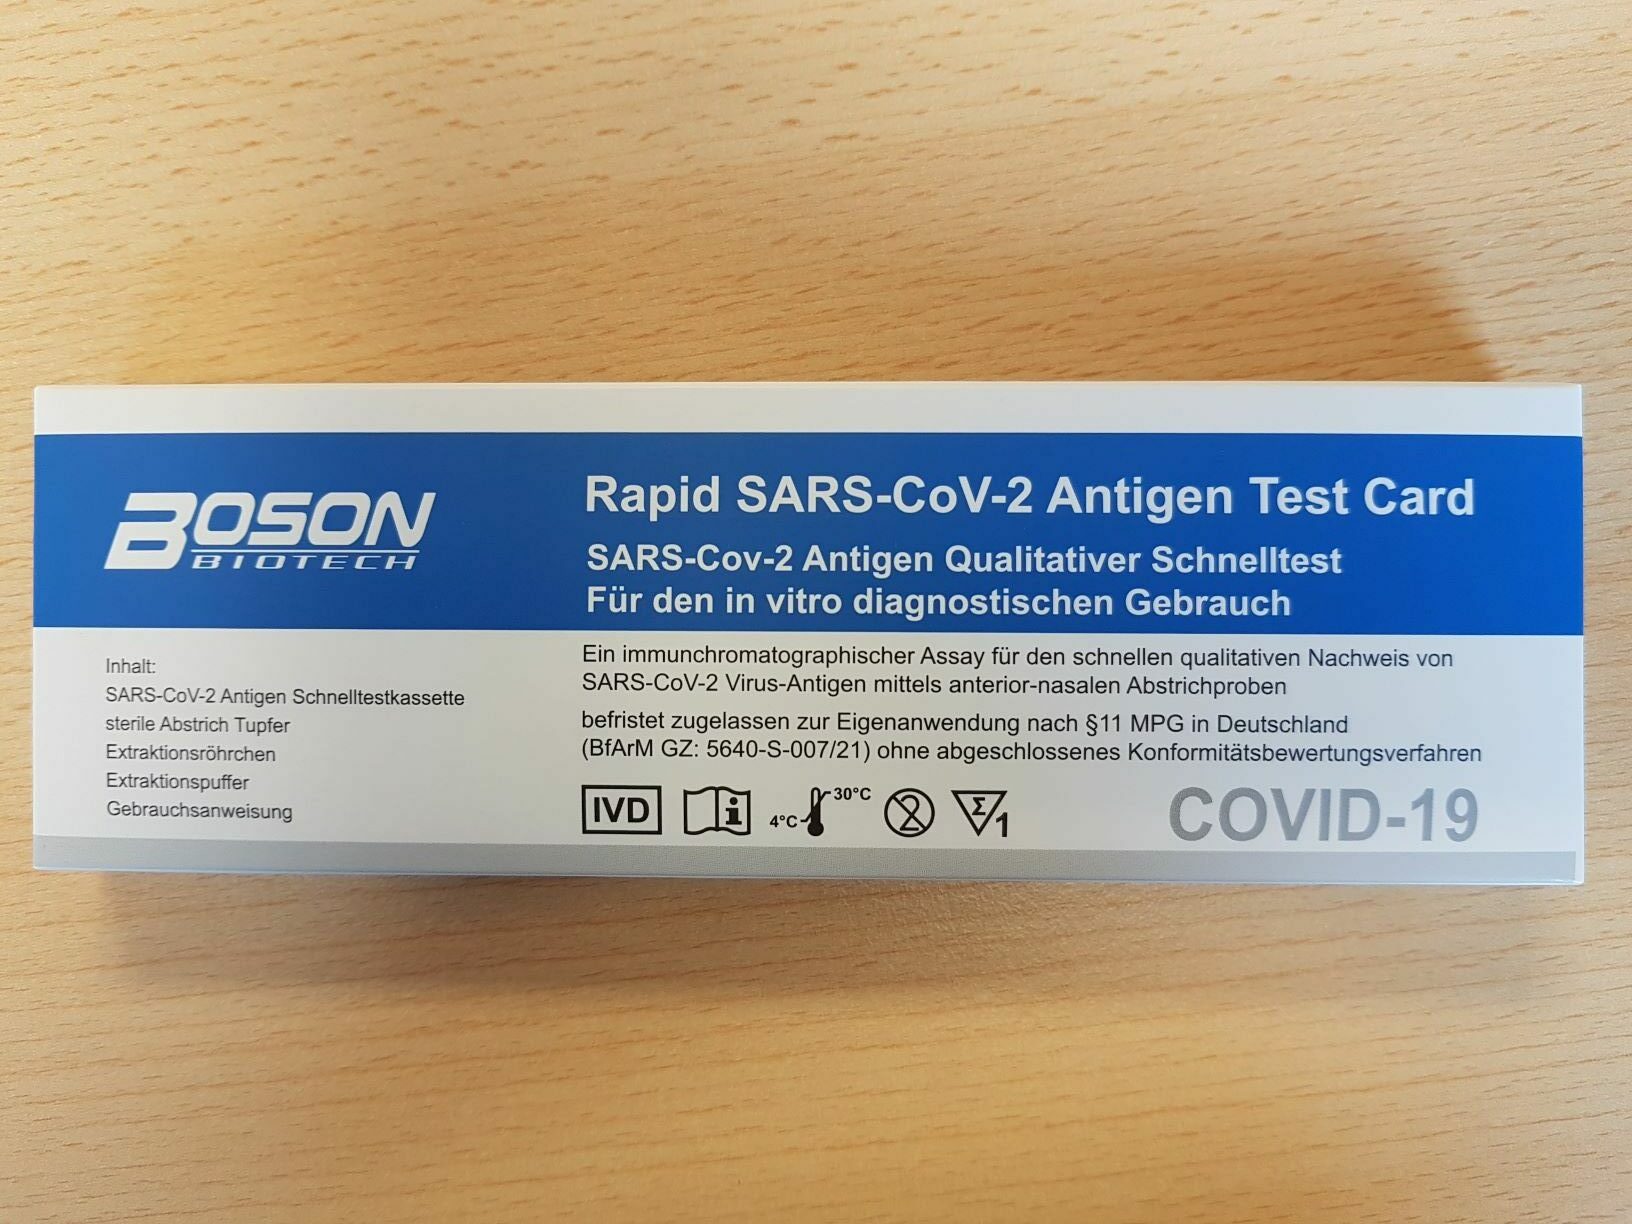 BOSON
BIOTECH
Rapid SARS-CoV-2 Antigen Test Card
SARS-Cov-2 Antigen Qualitativer Schnelltest
Für den in vitro diagnostischen Gebrauch
Inhalt:
SARS-CoV-2 Antigen Schnelltestkassette
sterile Abstrich Tupfer
Extraktionsröhrchen
Extraktionspuffer
Gebrauchsanweisung
Ein immunchromatographischer Assay für den schnellen qualitativen Nachweis von
SARS-CoV-2 Virus-Antigen mittels anterior-nasalen Abstrichproben
befristet zugelassen zur Eigenanwendung nach §11 MPG in Deutschland
(BfArM GZ: 5640-S-007/21) ohne abgeschlossenes Konformitätsbewertungsverfahren
IVD i 4°C 30°C 2 Σ 1
COVID-19